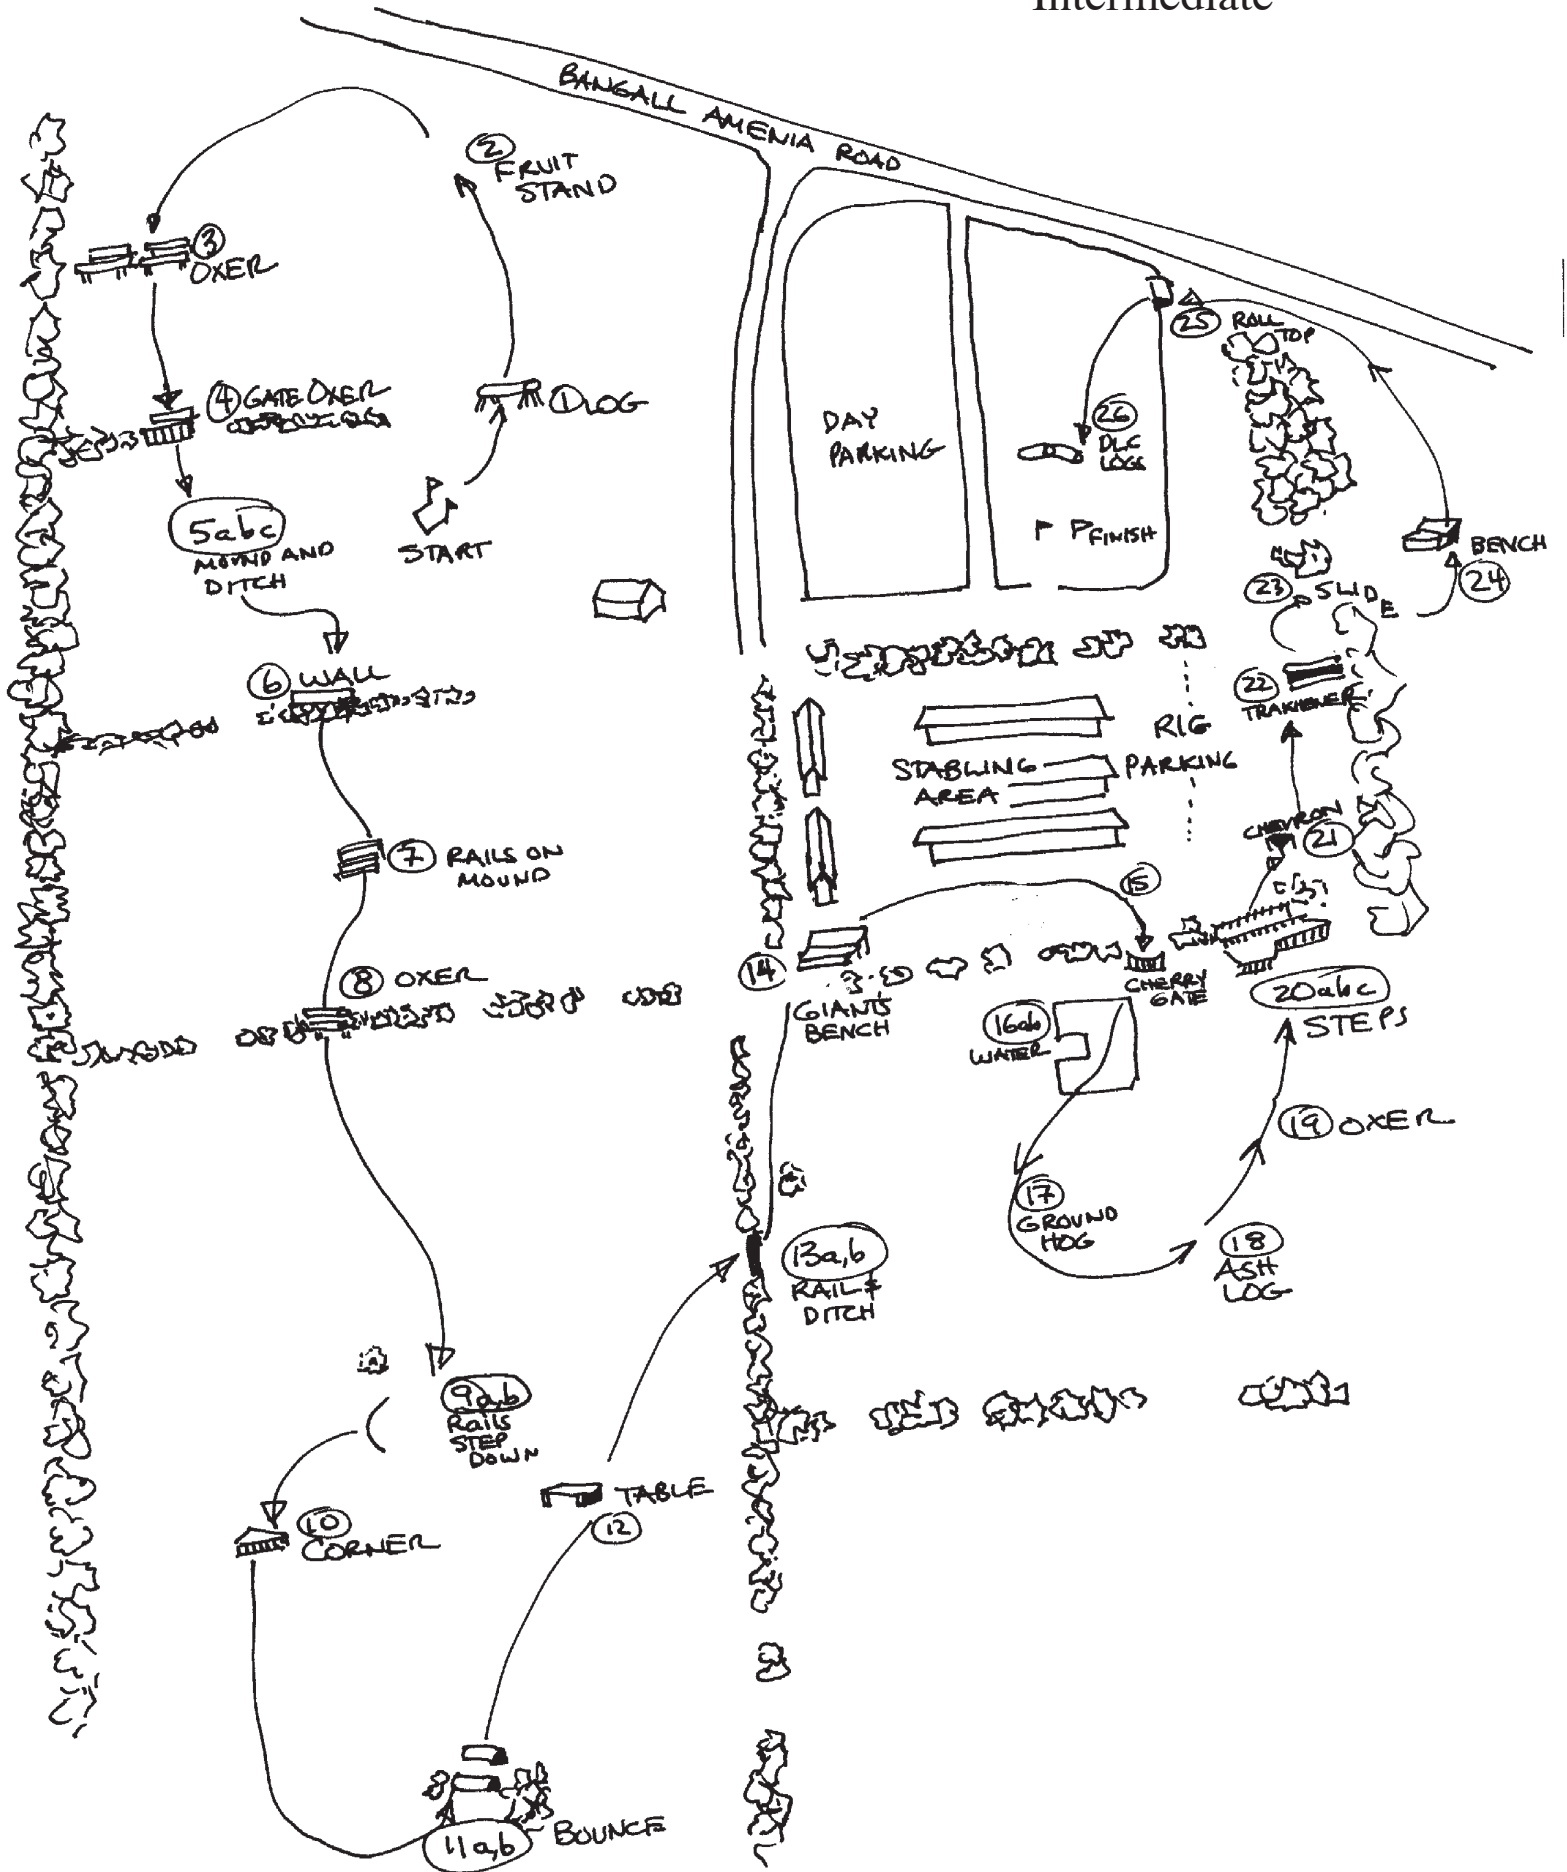 Intermediate
BANGALL AMENIA ROAD
2
FRUIT
STAND
3
OXER
4 GATE OXER
1 LOG
5abc
MOUND AND
DITCH
START
6 WALL
7 RAILS ON
MOUND
8 OXER
9a,b
Rails
STEP
DOWN
10
CORNER
11a,b BOUNCE
TABLE
12
13a,b
RAIL &
DITCH
14
GIANTS
BENCH
15
CHERRY
GATE
16ab
WATER
17
GROUND
HOG
18
ASH
LOG
19 OXER
20abc
STEPS
CHEVRON
21
22
TRAKHENER
23 SLIDE
BENCH
24
25 ROLL
TOP
26
DLC
LOGS
FINISH
DAY
PARKING
STABLING
AREA
RIG
PARKING